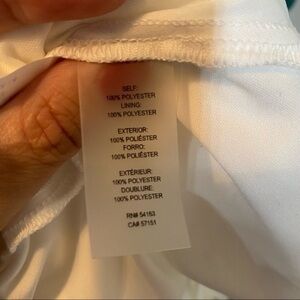 SELF:
100% POLYESTER
LINING:
100% POLYESTER
EXTERIOR:
100% POLIÉSTER
FORRO:
100% POLIÉSTER
EXTÉRIEUR:
100% POLYESTER
DOUBLURE:
100% POLYESTER
RN# 54163
CA# 57151